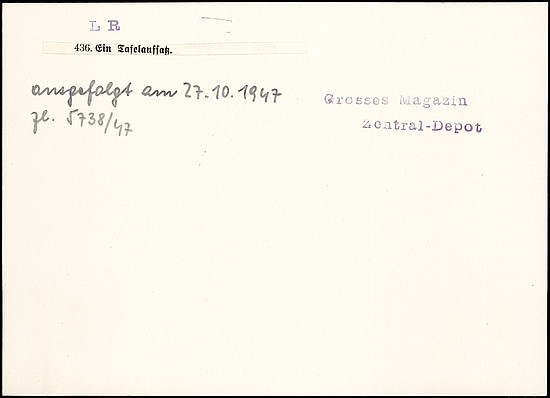 L R
436. Ein Tafelaufsatz.
ausgefolgt am 27.10.1947
Grosses Magazin
zl. 5738/47
Zentral-Depot